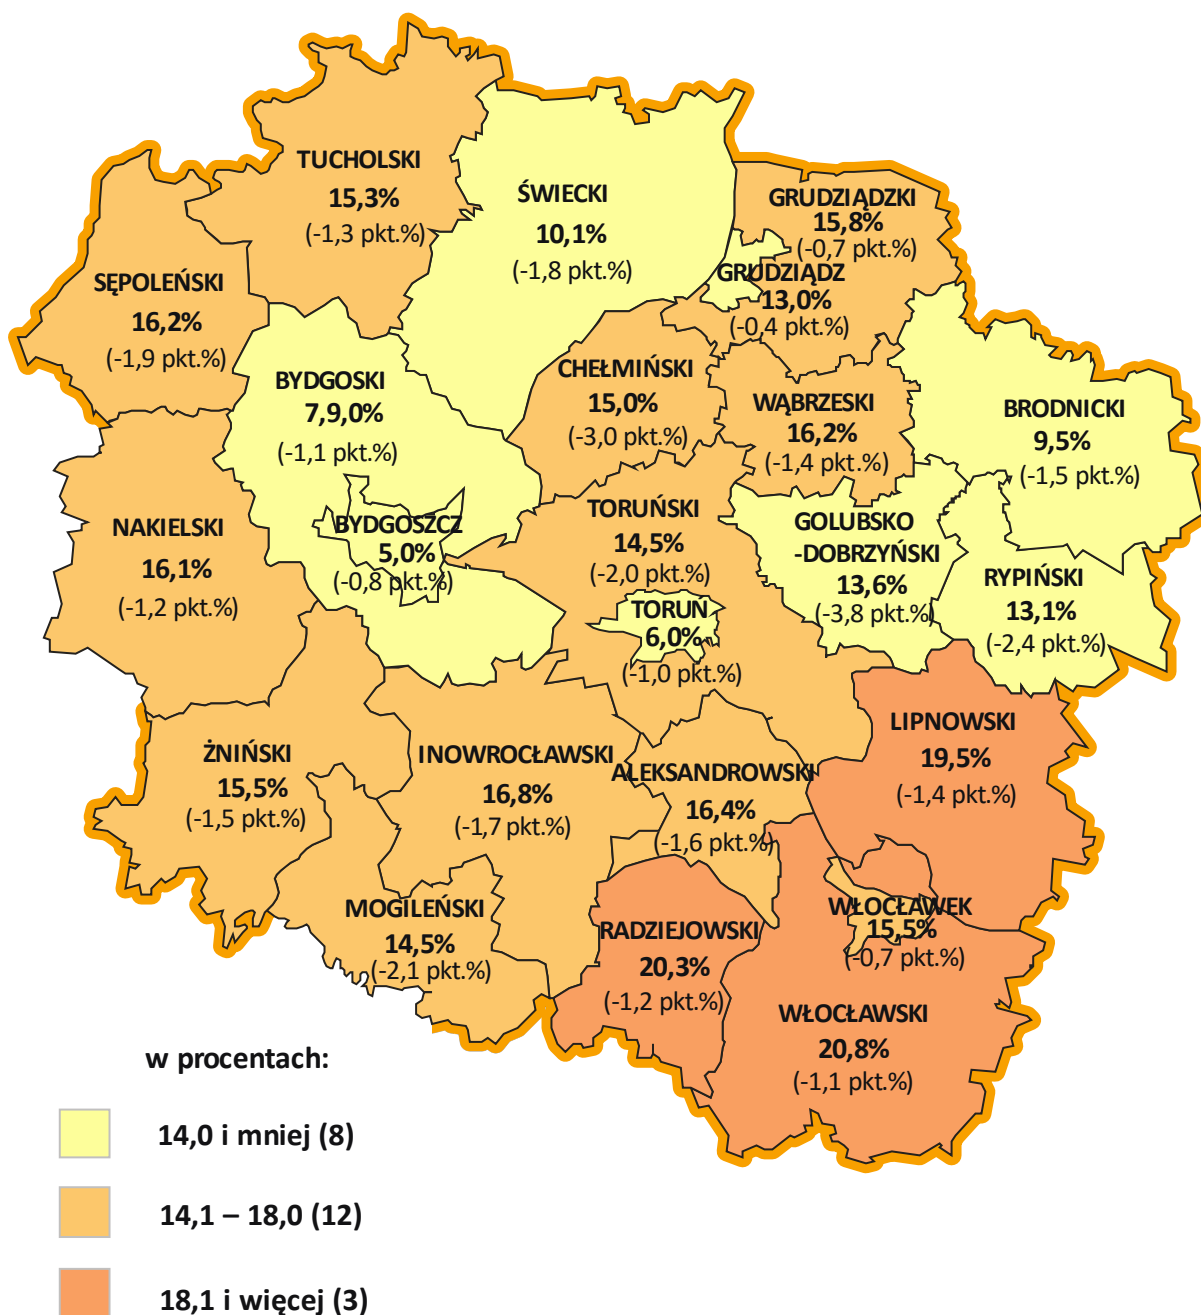 TUCHOLSKI
15,3%
(-1,3 pkt.%)
ŚWIECKI
10,1%
(-1,8 pkt.%)
GRUDZIĄDZKI
15,8%
(-0,7 pkt.%)
GRUDZIĄDZ
13,0%
(-0,4 pkt.%)
SĘPOLEŃSKI
16,2%
(-1,9 pkt.%)
BYDGOSKI
7,9,0%
(-1,1 pkt.%)
CHEŁMIŃSKI
15,0%
(-3,0 pkt.%)
WĄBRZESKI
16,2%
(-1,4 pkt.%)
BRODNICKI
9,5%
(-1,5 pkt.%)
NAKIELSKI
16,1%
(-1,2 pkt.%)
BYDGOSZCZ
5,0%
(-0,8 pkt.%)
TORUŃSKI
14,5%
(-2,0 pkt.%)
GOLUBSKO
-DOBRZYŃSKI
13,6%
(-3,8 pkt.%)
RYPIŃSKI
13,1%
(-2,4 pkt.%)
TORUŃ
6,0%
(-1,0 pkt.%)
ŻNIŃSKI
15,5%
(-1,5 pkt.%)
INOWROCŁAWSKI
16,8%
(-1,7 pkt.%)
ALEKSANDROWSKI
16,4%
(-1,6 pkt.%)
LIPNOWSKI
19,5%
(-1,4 pkt.%)
MOGILEŃSKI
14,5%
(-2,1 pkt.%)
RADZIEJOWSKI
20,3%
(-1,2 pkt.%)
WŁOCŁAWEK
15,5%
(-0,7 pkt.%)
WŁOCŁAWSKI
20,8%
(-1,1 pkt.%)
w procentach:
14,0 i mniej (8)
14,1 – 18,0 (12)
18,1 i więcej (3)